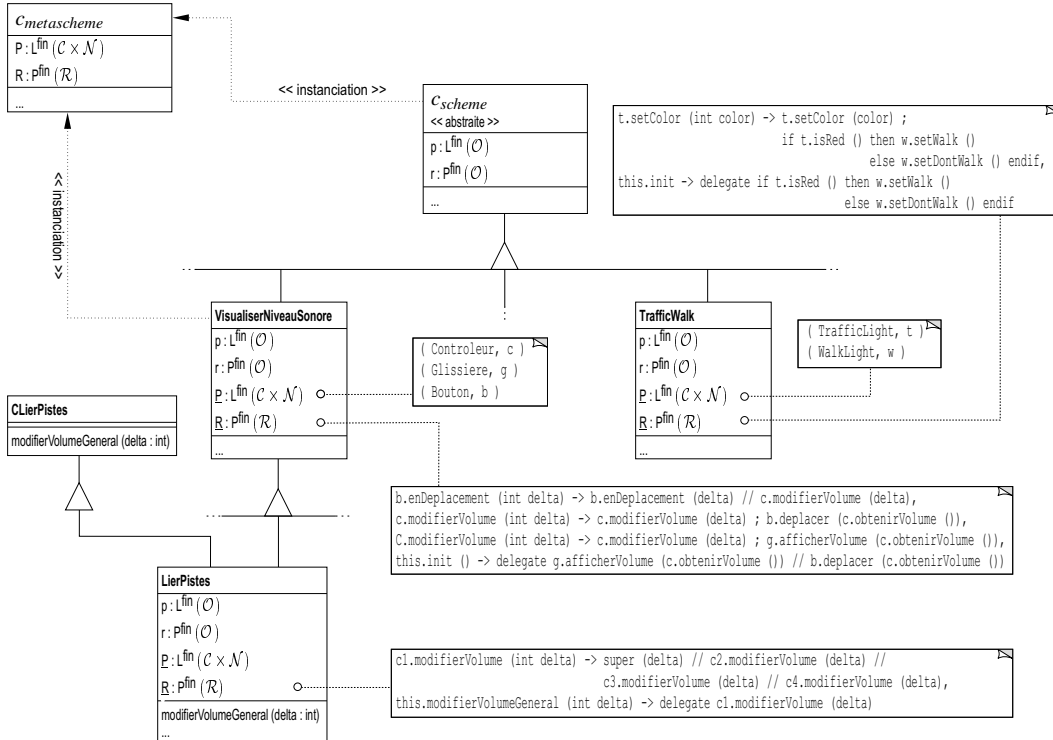 c_metascheme
P : L^fin (𝒞 × 𝒩)
R : P^fin (ℛ)
...
<< instanciation >>
c_scheme
<< abstraite >>
p : L^fin (𝒪)
r : P^fin (𝒪)
...
t.setColor (int color) -> t.setColor (color) ;
if t.isRed () then w.setWalk ()
else w.setDontWalk () endif,
this.init -> delegate if t.isRed () then w.setWalk ()
else w.setDontWalk () endif
<< instanciation >>
VisualiserNiveauSonore
p : L^fin (𝒪)
r : P^fin (𝒪)
P : L^fin (𝒞 × 𝒩)
R : P^fin (ℛ)
...
( Controleur, c )
( Glissiere, g )
( Bouton, b )
TrafficWalk
p : L^fin (𝒪)
r : P^fin (𝒪)
P : L^fin (𝒞 × 𝒩)
R : P^fin (ℛ)
...
( TrafficLight, t )
( WalkLight, w )
CLierPistes
modifierVolumeGeneral (delta : int)
b.enDeplacement (int delta) -> b.enDeplacement (delta) // c.modifierVolume (delta),
c.modifierVolume (int delta) -> c.modifierVolume (delta) ; b.deplacer (c.obtenirVolume ()),
C.modifierVolume (int delta) -> c.modifierVolume (delta) ; g.afficherVolume (c.obtenirVolume ()),
this.init () -> delegate g.afficherVolume (c.obtenirVolume ()) // b.deplacer (c.obtenirVolume ())
LierPistes
p : L^fin (𝒪)
r : P^fin (𝒪)
P : L^fin (𝒞 × 𝒩)
R : P^fin (ℛ)
modifierVolumeGeneral (delta : int)
...
c1.modifierVolume (int delta) -> super (delta) // c2.modifierVolume (delta) //
c3.modifierVolume (delta) // c4.modifierVolume (delta),
this.modifierVolumeGeneral (int delta) -> delegate c1.modifierVolume (delta)